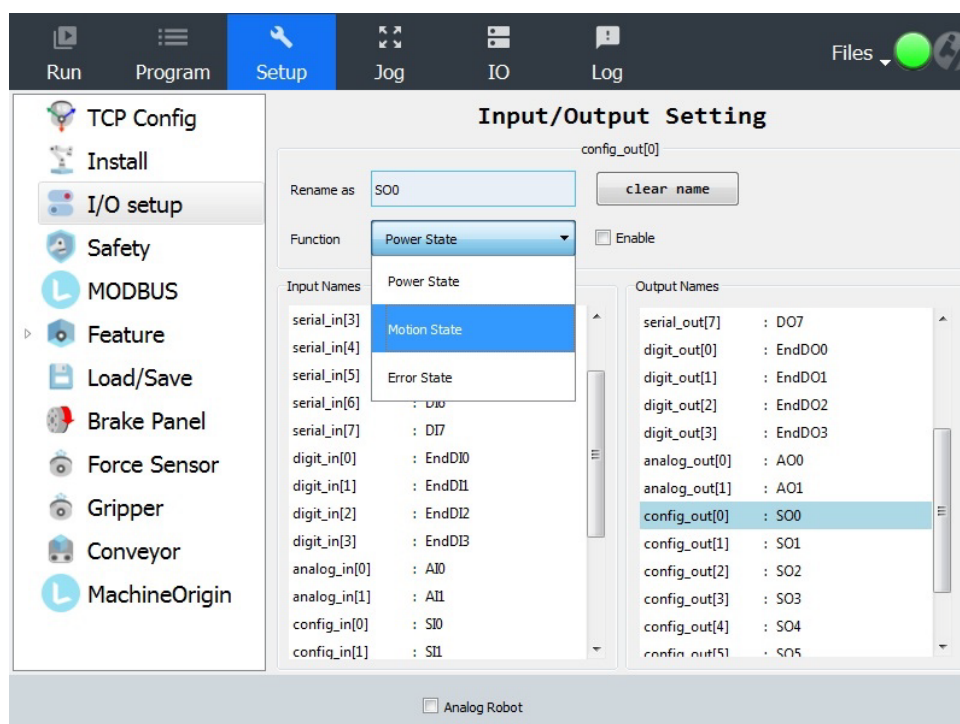 Run Program Setup Jog IO Log Files
TCP Config
Install
I/O setup
Safety
MODBUS
Feature
Load/Save
Brake Panel
Force Sensor
Gripper
Conveyor
MachineOrigin
Input/Output Setting
config_out[0]
Rename as SO0 clear name
Function Power State Enable
Power State
Motion State
Error State
Input Names
serial_in[3]
serial_in[4]
serial_in[5]
serial_in[6] : DI6
serial_in[7] : DI7
digit_in[0] : EndDI0
digit_in[1] : EndDI1
digit_in[2] : EndDI2
digit_in[3] : EndDI3
analog_in[0] : AI0
analog_in[1] : AI1
config_in[0] : SI0
config_in[1] : SI1
Output Names
serial_out[7] : DO7
digit_out[0] : EndDO0
digit_out[1] : EndDO1
digit_out[2] : EndDO2
digit_out[3] : EndDO3
analog_out[0] : AO0
analog_out[1] : AO1
config_out[0] : SO0
config_out[1] : SO1
config_out[2] : SO2
config_out[3] : SO3
config_out[4] : SO4
config_out[5] : SO5
Analog Robot